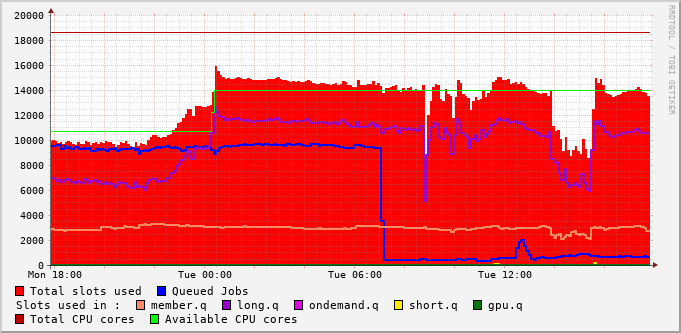 20000
18000
16000
14000
12000
10000
8000
6000
4000
2000
0
Mon 18:00 Tue 00:00 Tue 06:00 Tue 12:00
Total slots used Queued Jobs
Slots used in : member.q long.q ondemand.q short.q gpu.q
Total CPU cores Available CPU cores
RRDTOOL / TOBI OETIKER